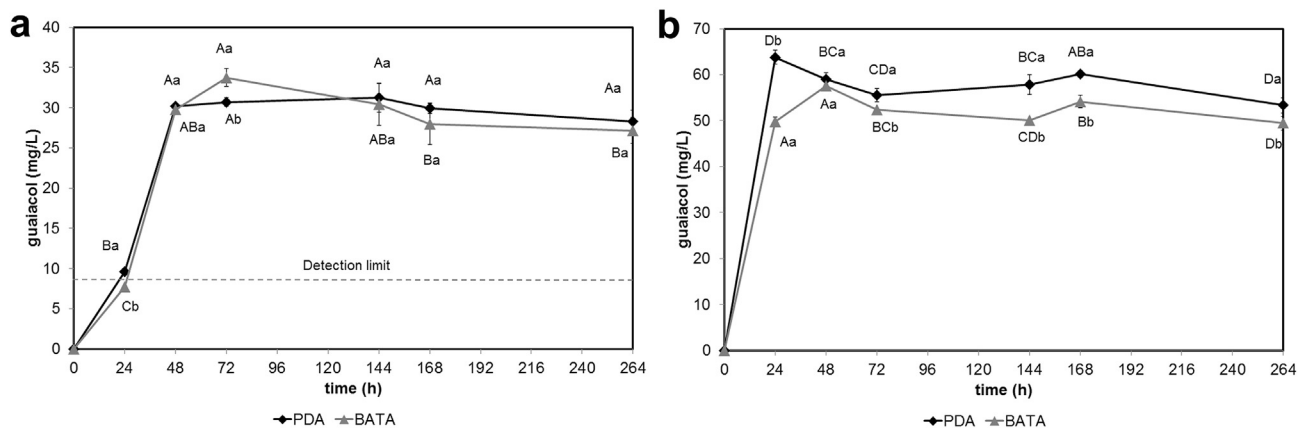 a
40
35
30
25
20
15
10
5
0
guaiacol (mg/L)
Aa
Aa
Aa
Aa
Aa
ABa
Ab
ABa
Ba
Ba
Ba
Cb
Detection limit
0 24 48 72 96 120 144 168 192 216 240 264
time (h)
PDA BATA
b
70
60
50
40
30
20
10
0
guaiacol (mg/L)
Db
BCa
CDa
BCa
ABa
Da
Aa
Aa
BCb
CDb
Bb
Db
0 24 48 72 96 120 144 168 192 216 240 264
time (h)
PDA BATA